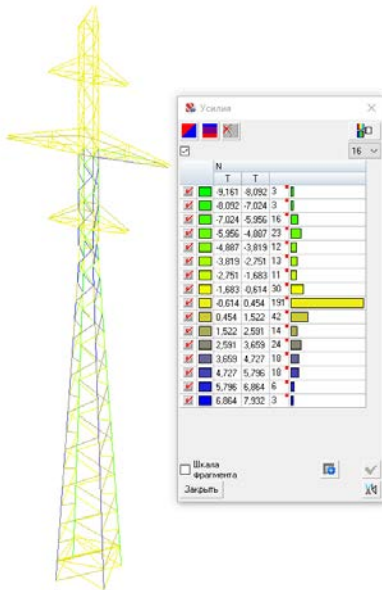 Усилия
16
N
Т Т
-9,161 -8,092 3
-8,092 -7,024 3
-7,024 -5,956 16
-5,956 -4,887 23
-4,887 -3,819 12
-3,819 -2,751 13
-2,751 -1,683 11
-1,683 -0,614 30
-0,614 0,454 191
0,454 1,522 42
1,522 2,591 14
2,591 3,659 24
3,659 4,727 18
4,727 5,796 18
5,796 6,864 6
6,864 7,932 3
Шкала
фрагмента
Закрыть